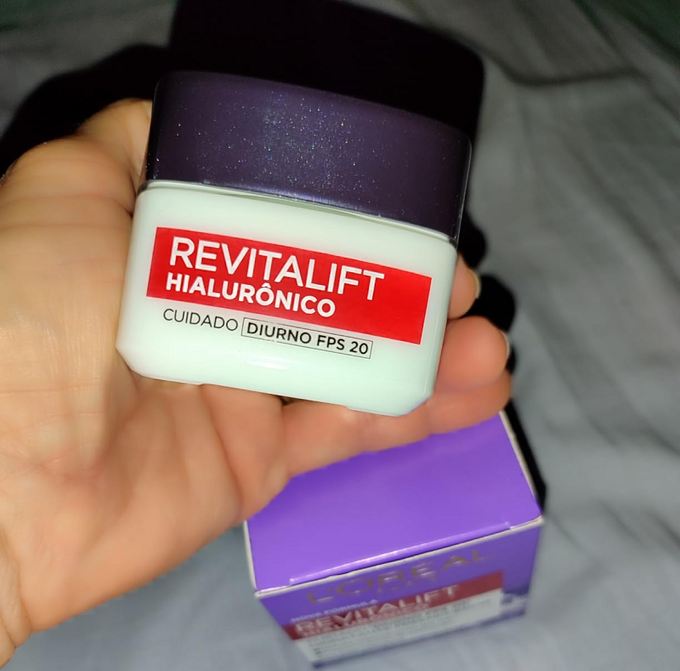 REVITALIFT
HIALURÔNICO
CUIDADO DIURNO FPS 20
L'ORÉAL
REVITALIFT